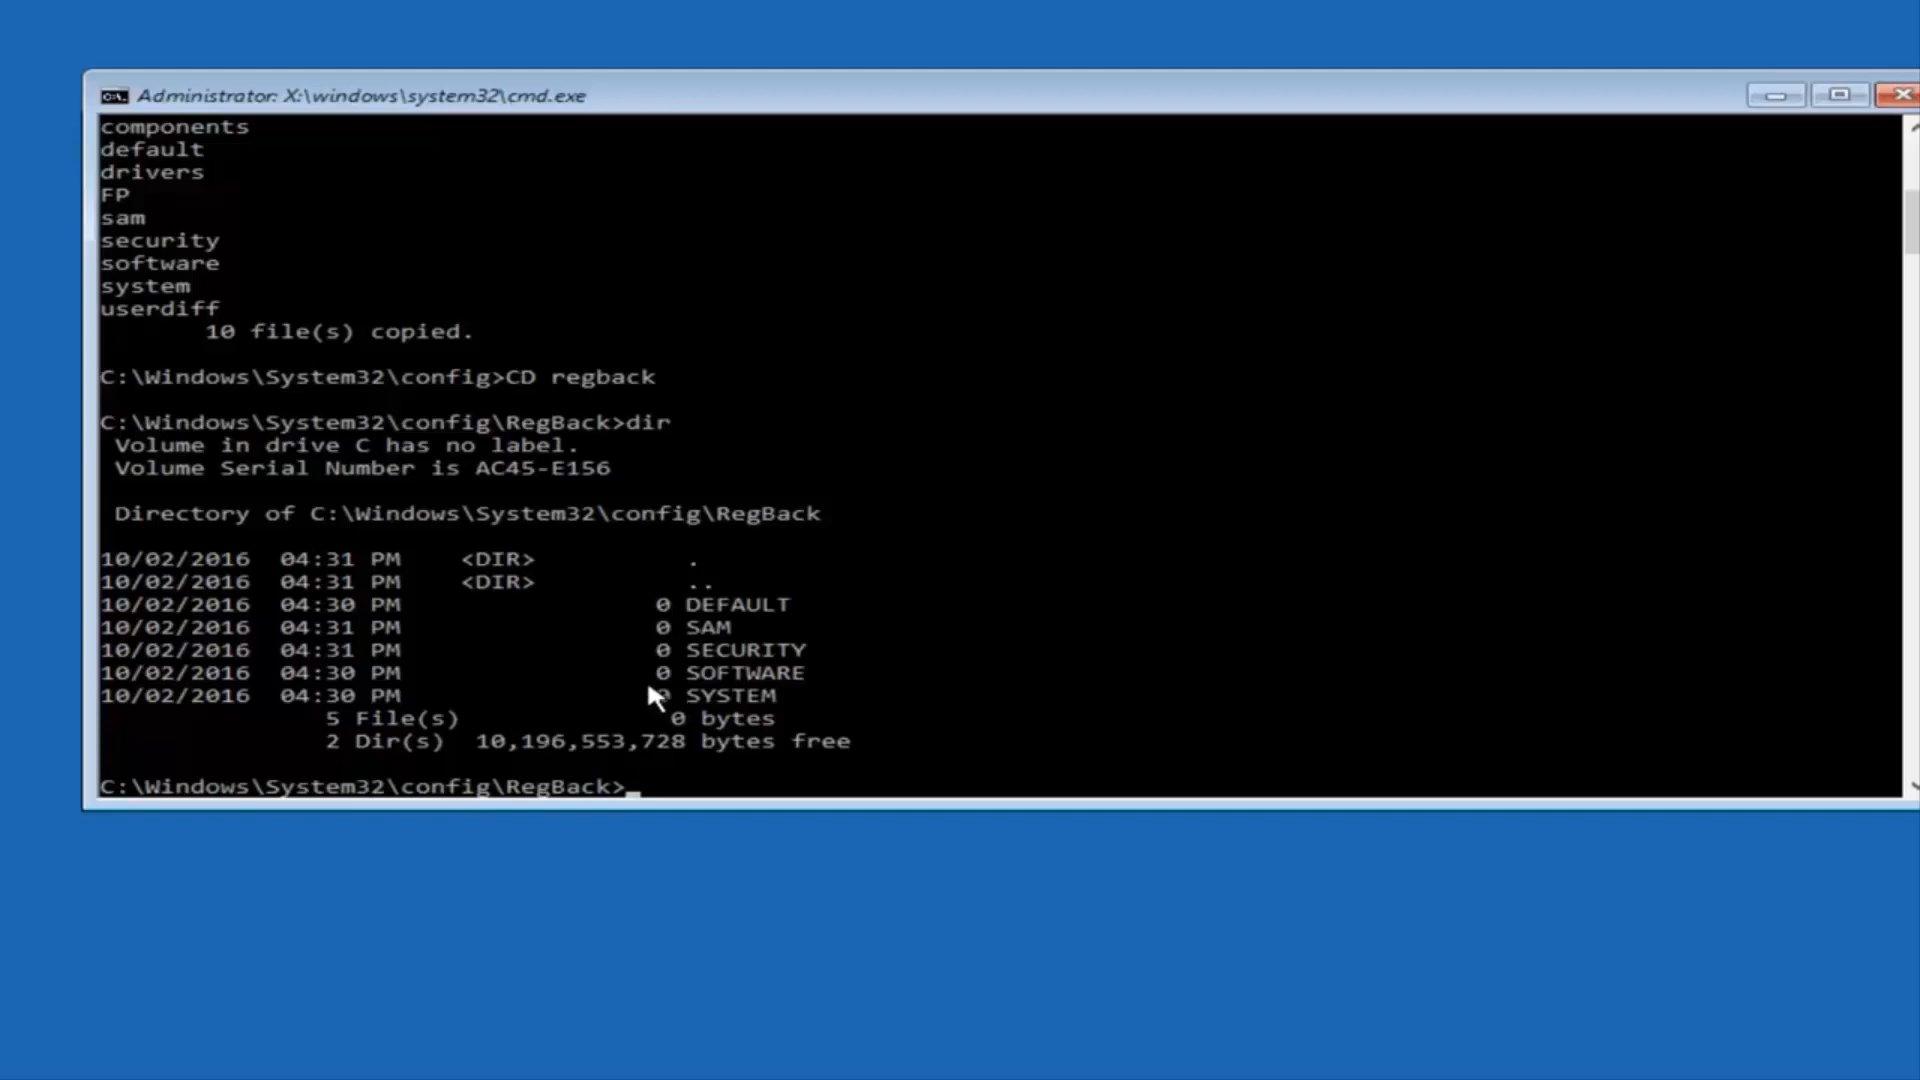 Administrator: X:\windows\system32\cmd.exe
components
default
drivers
FP
sam
security
software
system
userdiff
10 file(s) copied.
C:\Windows\System32\config>CD regback
C:\Windows\System32\config\RegBack>dir
Volume in drive C has no label.
Volume Serial Number is AC45-E156
Directory of C:\Windows\System32\config\RegBack
10/02/2016 04:31 PM <DIR> .
10/02/2016 04:31 PM <DIR> ..
10/02/2016 04:30 PM 0 DEFAULT
10/02/2016 04:31 PM 0 SAM
10/02/2016 04:31 PM 0 SECURITY
10/02/2016 04:30 PM 0 SOFTWARE
10/02/2016 04:30 PM 0 SYSTEM
5 File(s) 0 bytes
2 Dir(s) 10,196,553,728 bytes free
C:\Windows\System32\config\RegBack>_